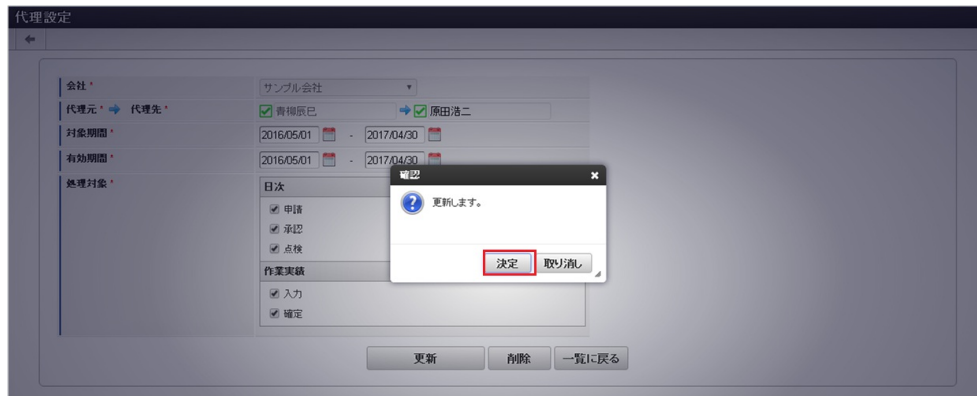 代理設定
会社 *
サンプル会社
代理元 * 代理先 *
青柳辰巳
原田浩二
対象期間 *
2016/05/01 - 2017/04/30
有効期間 *
2016/05/01 - 2017/04/30
処理対象 *
日次
申請
承認
点検
作業実績
入力
確定
確認
更新します。
決定 取り消し
更新 削除 一覧に戻る